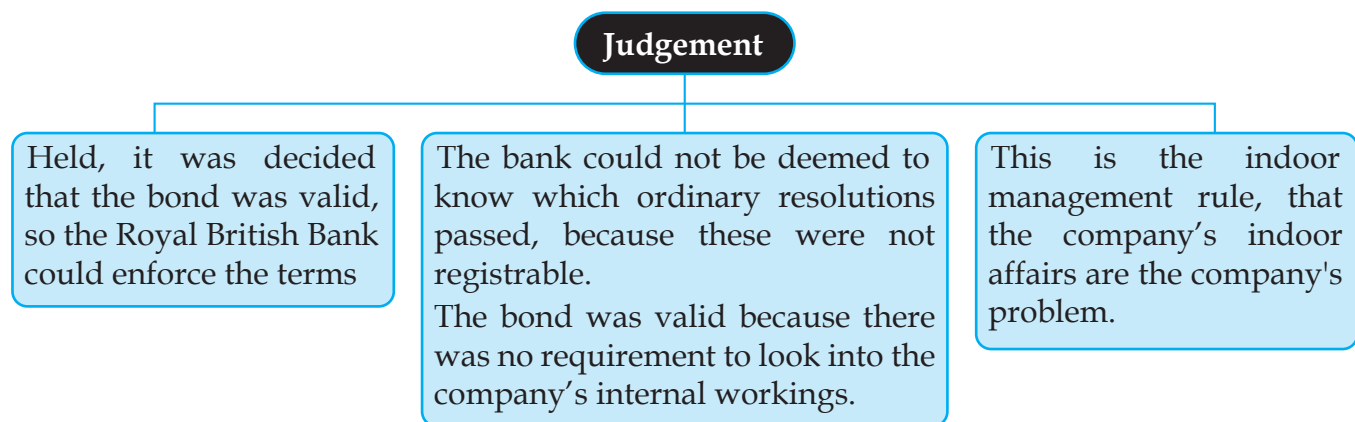 Judgement
Held, it was decided
that the bond was valid,
so the Royal British Bank
could enforce the terms
The bank could not be deemed to
know which ordinary resolutions
passed, because these were not
registrable.
The bond was valid because there
was no requirement to look into the
company’s internal workings.
This is the indoor
management rule, that
the company’s indoor
affairs are the company's
problem.